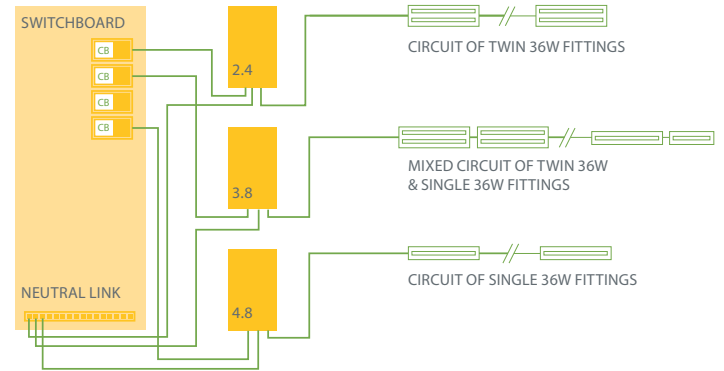 SWITCHBOARD
CB
CB
CB
CB
2.4
CIRCUIT OF TWIN 36W FITTINGS
3.8
MIXED CIRCUIT OF TWIN 36W
& SINGLE 36W FITTINGS
4.8
CIRCUIT OF SINGLE 36W FITTINGS
NEUTRAL LINK